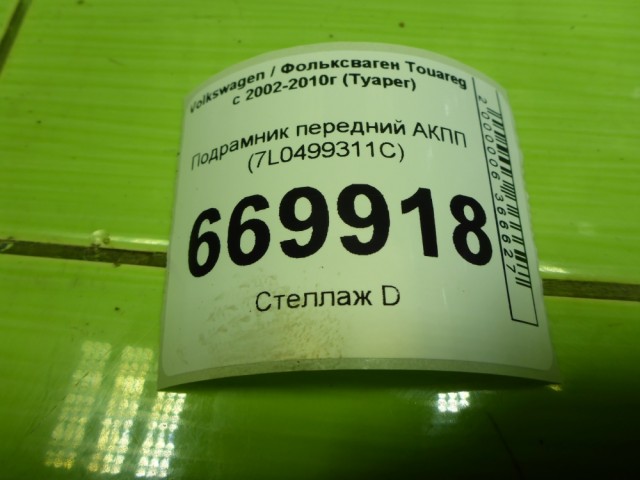 Volkswagen / Фольксваген Touareg
с 2002-2010г (Туарег)
Подрамник передний АКПП
(7L0499311C)
669918
Стеллаж D
2000006366627